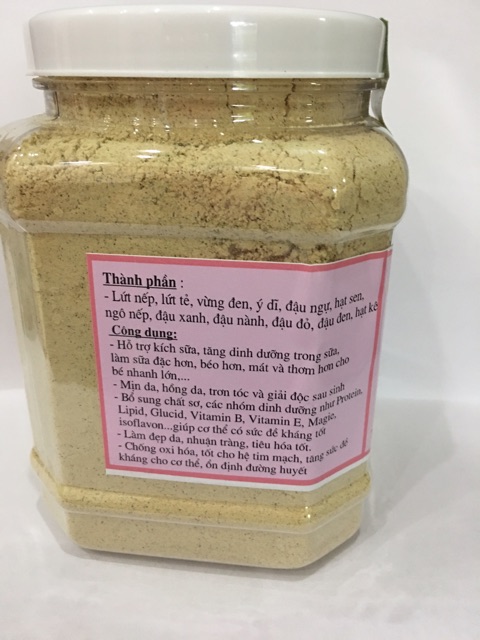 Thành phần :
- Lứt nếp, lứt tẻ, vừng đen, ý dĩ, đậu ngự, hạt sen,
ngô nếp, đậu xanh, đậu nành, đậu đỏ, đậu đen, hạt kê
Công dụng:
- Hỗ trợ kích sữa, tăng dinh dưỡng trong sữa,
làm sữa đặc hơn, béo hơn, mát và thơm hơn cho
bé nhanh lớn,...
- Mịn da, hồng da, trơn tóc và giải độc sau sinh
- Bổ sung chất sơ, các nhóm dinh dưỡng như Protein,
Lipid, Glucid, Vitamin B, Vitamin E, Magie,
isoflavon...giúp cơ thể có sức đề kháng tốt
- Làm đẹp da, nhuận tràng, tiêu hóa tốt.
- Chống oxi hóa, tốt cho hệ tim mạch, tăng sức đề
kháng cho cơ thể, ổn định đường huyết